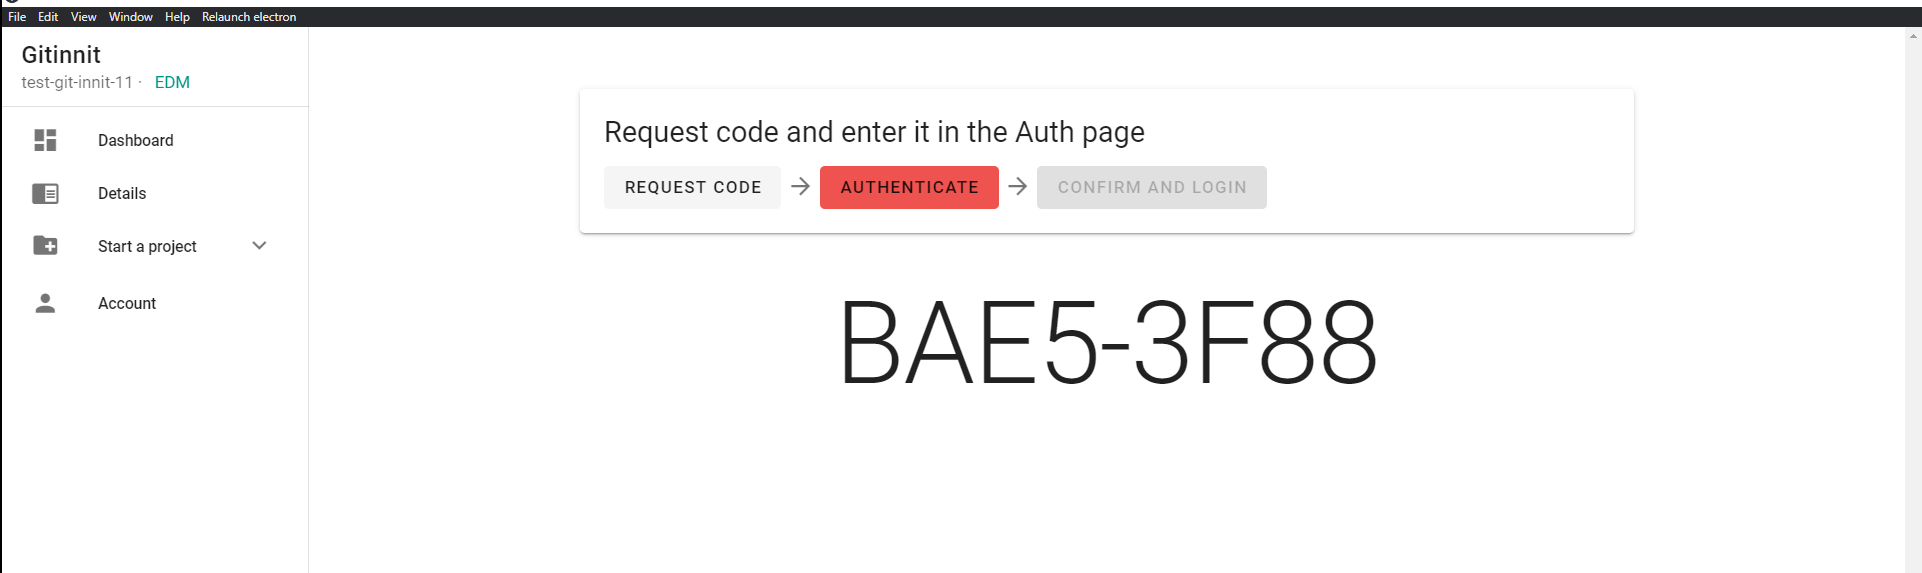 File Edit View Window Help Relaunch electron
Gitinnit
test-git-innit-11 · EDM
Dashboard
Details
Start a project
Account
Request code and enter it in the Auth page
REQUEST CODE AUTHENTICATE CONFIRM AND LOGIN
BAE5-3F88